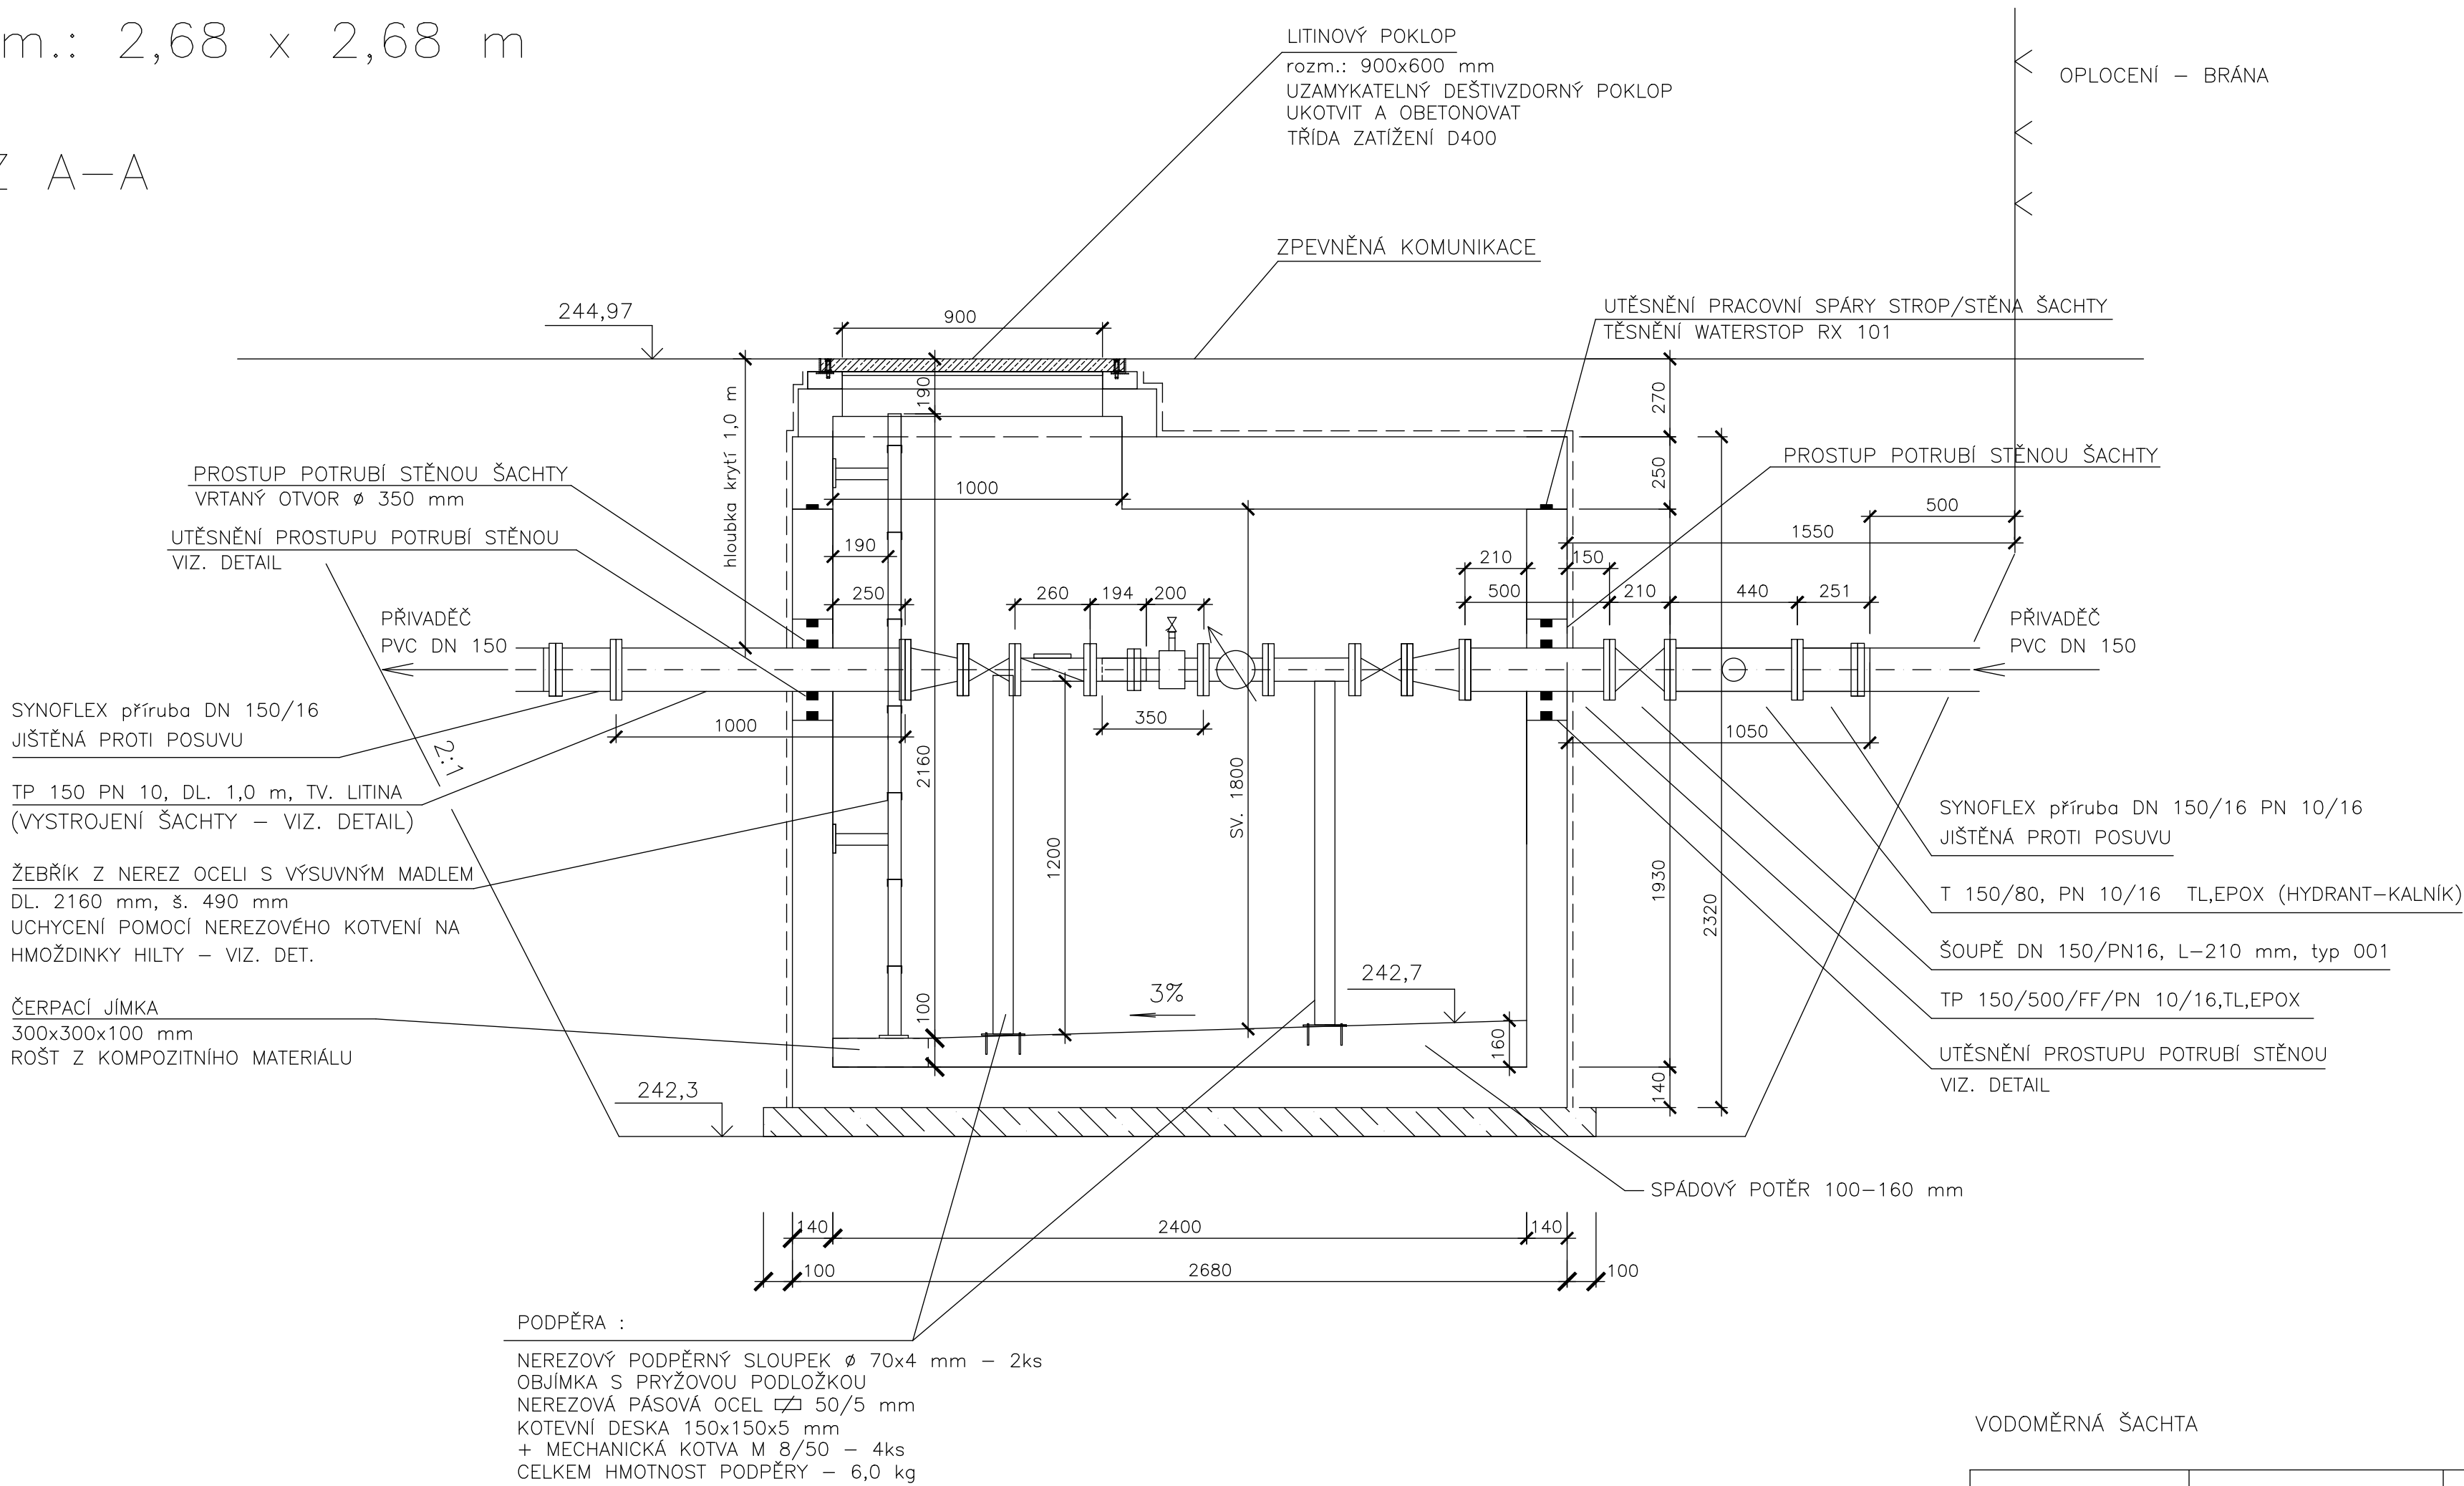 m.: 2,68 x 2,68 m
Z A-A
LITINOVÝ POKLOP
rozm.: 900x600 mm
UZAMYKATELNÝ DEŠTIVZDORNÝ POKLOP
UKOTVIT A OBETONOVAT
TŘÍDA ZATÍŽENÍ D400
OPLOCENÍ – BRÁNA
ZPEVNĚNÁ KOMUNIKACE
244,97
900
UTĚSNĚNÍ PRACOVNÍ SPÁRY STROP/STĚNA ŠACHTY
TĚSNĚNÍ WATERSTOP RX 101
hloubka krytí 1,0 m
190
270
250
PROSTUP POTRUBÍ STĚNOU ŠACHTY
VRTANÝ OTVOR ø 350 mm
UTĚSNĚNÍ PROSTUPU POTRUBÍ STĚNOU
VIZ. DETAIL
PROSTUP POTRUBÍ STĚNOU ŠACHTY
1000
500
1550
190
210
150
250
260
194
200
500
210
440
251
PŘIVADĚČ
PVC DN 150
PŘIVADĚČ
PVC DN 150
350
1000
1050
SYNOFLEX příruba DN 150/16
JIŠTĚNÁ PROTI POSUVU
2:1
TP 150 PN 10, DL. 1,0 m, TV. LITINA
(VYSTROJENÍ ŠACHTY – VIZ. DETAIL)
ŽEBŘÍK Z NEREZ OCELI S VÝSUVNÝM MADLEM
DL. 2160 mm, š. 490 mm
UCHYCENÍ POMOCÍ NEREZOVÉHO KOTVENÍ NA
HMOŽDINKY HILTY – VIZ. DET.
ČERPACÍ JÍMKA
300x300x100 mm
ROŠT Z KOMPOZITNÍHO MATERIÁLU
2160
1200
SV. 1800
1930
2320
100
3%
242,7
160
140
242,3
SYNOFLEX příruba DN 150/16 PN 10/16
JIŠTĚNÁ PROTI POSUVU
T 150/80, PN 10/16 TL,EPOX (HYDRANT-KALNÍK)
ŠOUPĚ DN 150/PN16, L-210 mm, typ 001
TP 150/500/FF/PN 10/16,TL,EPOX
UTĚSNĚNÍ PROSTUPU POTRUBÍ STĚNOU
VIZ. DETAIL
SPÁDOVÝ POTĚR 100-160 mm
140
2400
140
100
2680
100
PODPĚRA :
NEREZOVÝ PODPĚRNÝ SLOUPEK ø 70x4 mm – 2ks
OBJÍMKA S PRYŽOVOU PODLOŽKOU
NEREZOVÁ PÁSOVÁ OCEL 50/5 mm
KOTEVNÍ DESKA 150x150x5 mm
+ MECHANICKÁ KOTVA M 8/50 – 4ks
CELKEM HMOTNOST PODPĚRY – 6,0 kg
VODOMĚRNÁ ŠACHTA